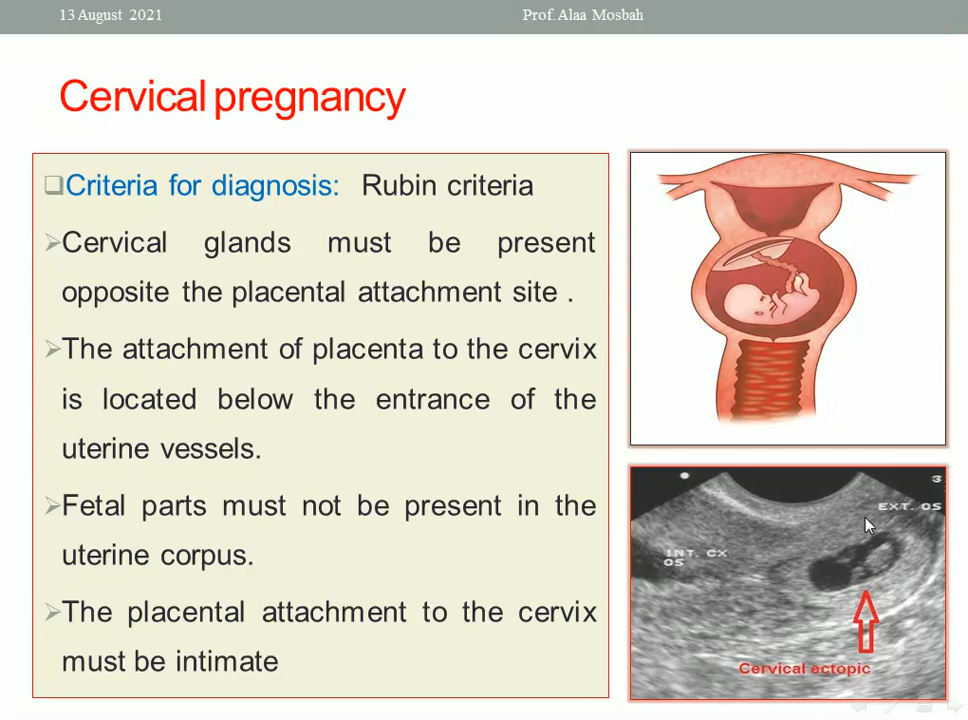 13 August 2021
Prof. Alaa Mosbah
Cervical pregnancy
Criteria for diagnosis: Rubin criteria
Cervical glands must be present
opposite the placental attachment site .
The attachment of placenta to the cervix
is located below the entrance of the
uterine vessels.
Fetal parts must not be present in the
uterine corpus.
The placental attachment to the cervix
must be intimate
3
EXT. OS
INT. CX
OS
Cervical ectopic